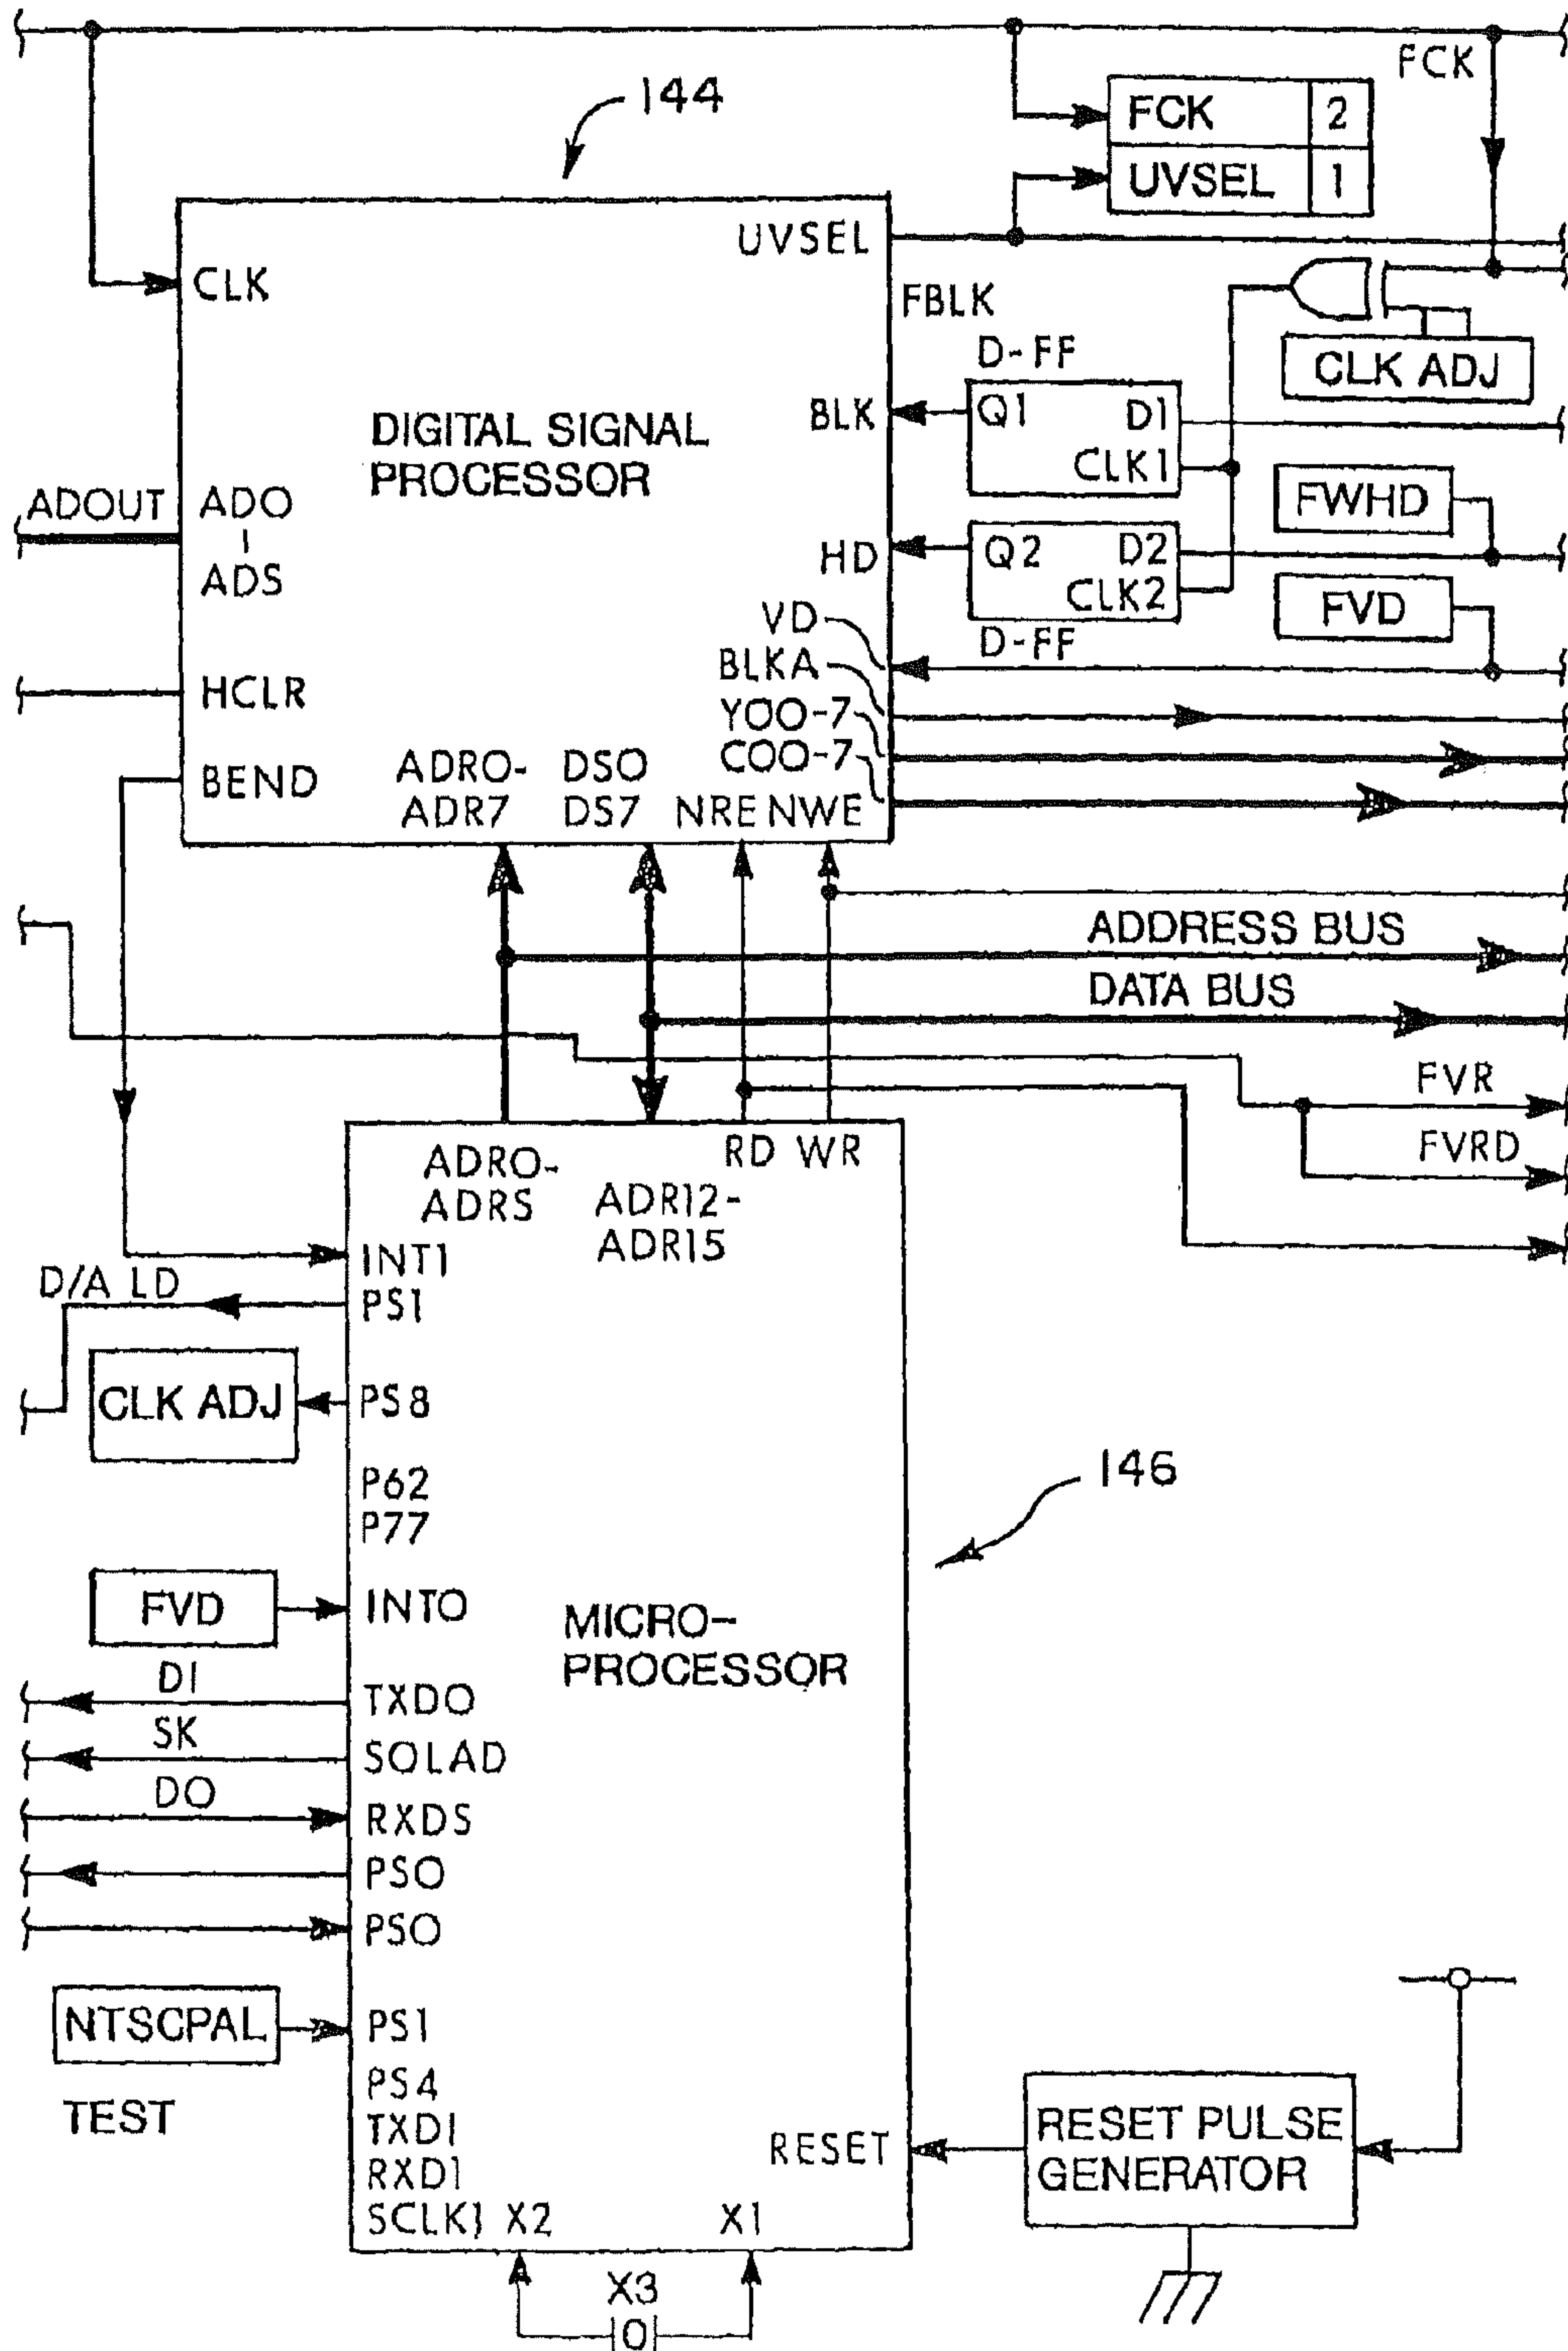 FCK
144
FCK 2
UVSEL 1
UVSEL
CLK
FBLK
D-FF
CLK ADJ
BLK
Q1 D1
CLK1
DIGITAL SIGNAL
PROCESSOR
ADOUT
ADO
ADS
FWHD
HD
Q2 D2
CLK2
D-FF
FVD
VD
BLKA
YOO-7
COO-7
HCLR
BEND
ADRO-
ADR7
DSO
DS7
NRE NWE
ADDRESS BUS
DATA BUS
FVR
FVRD
RD WR
ADRO-
ADRS
ADR12-
ADR15
INT1
D/A LD
PS1
CLK ADJ
PS8
P62
P77
146
FVD
INTO
MICRO-
PROCESSOR
DI
TXDO
SK
SOLAD
DO
RXDS
PSO
PSO
NTSCPAL
PS1
TEST
PS4
TXD1
RXD1
SCLK1 X2 X1
RESET
RESET PULSE
GENERATOR
X3